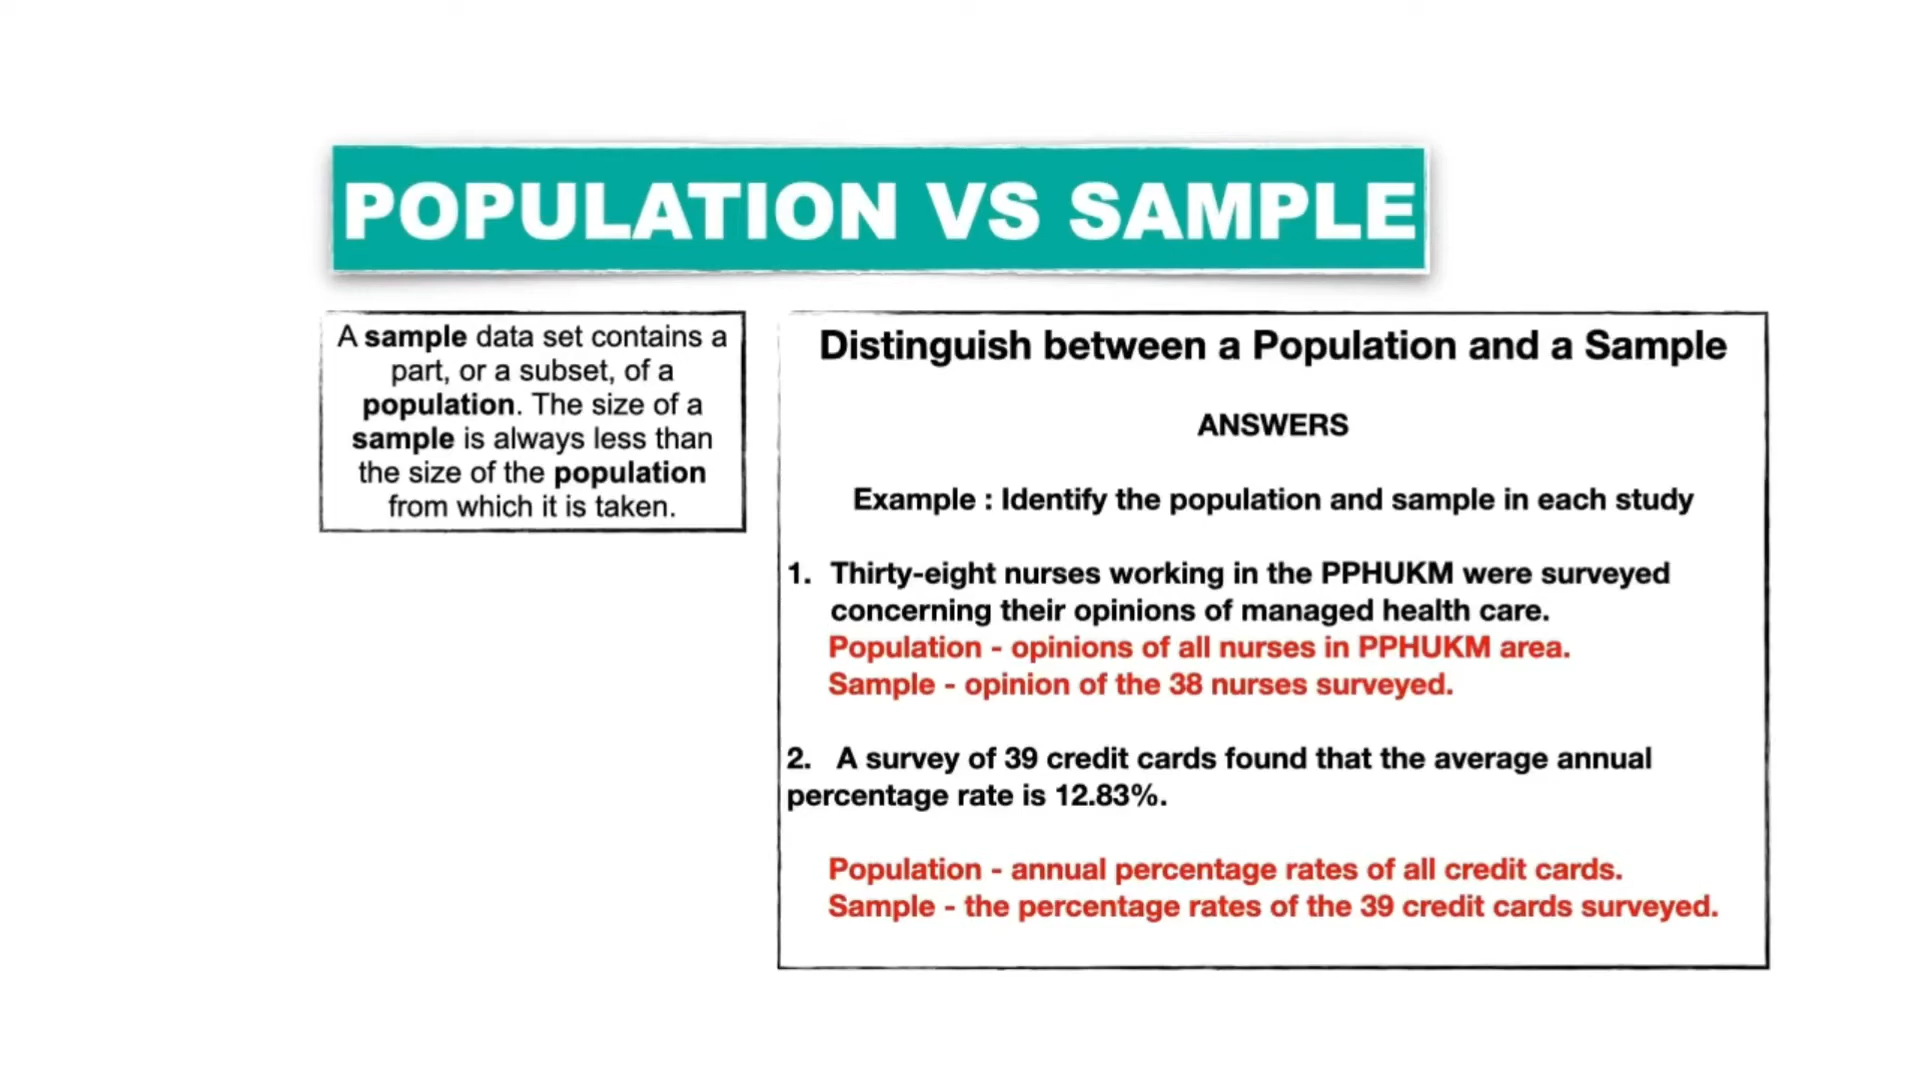 POPULATION VS SAMPLE
A sample data set contains a
part, or a subset, of a
population. The size of a
sample is always less than
the size of the population
from which it is taken.
Distinguish between a Population and a Sample
ANSWERS
Example : Identify the population and sample in each study
1. Thirty-eight nurses working in the PPHUKM were surveyed
concerning their opinions of managed health care.
Population - opinions of all nurses in PPHUKM area.
Sample - opinion of the 38 nurses surveyed.
2. A survey of 39 credit cards found that the average annual
percentage rate is 12.83%.
Population - annual percentage rates of all credit cards.
Sample - the percentage rates of the 39 credit cards surveyed.